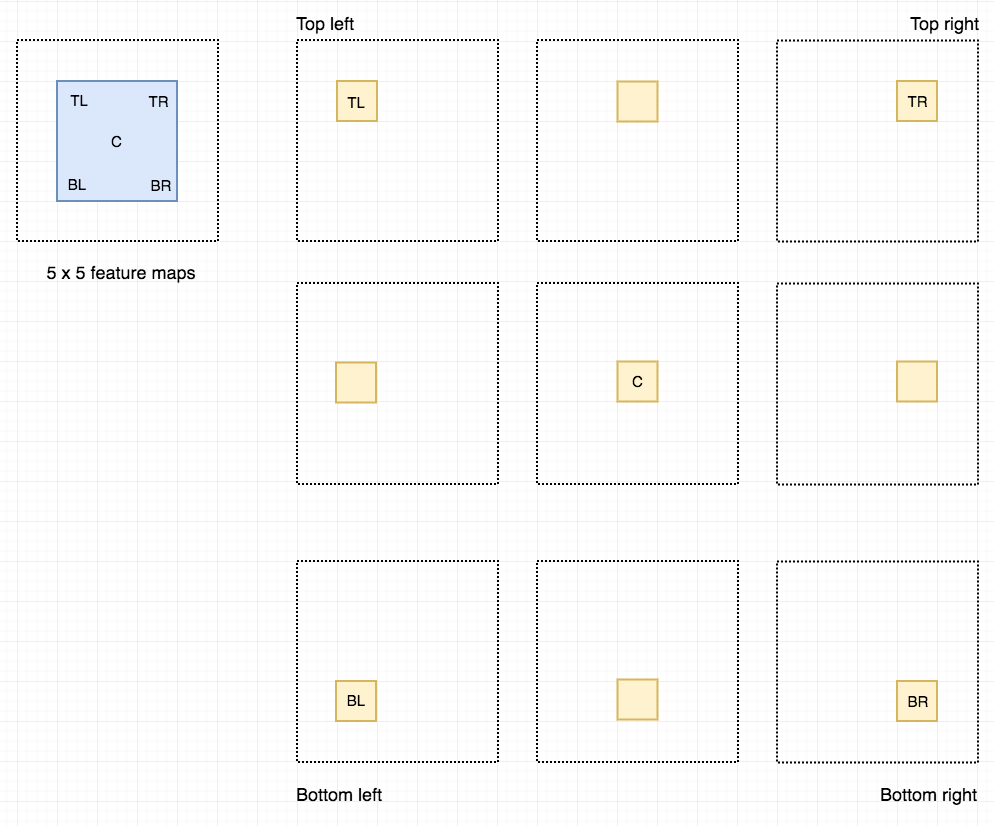 Top left
Top right
TL
TR
C
BL
BR
TL
TR
5 x 5 feature maps
C
BL
BR
Bottom left
Bottom right